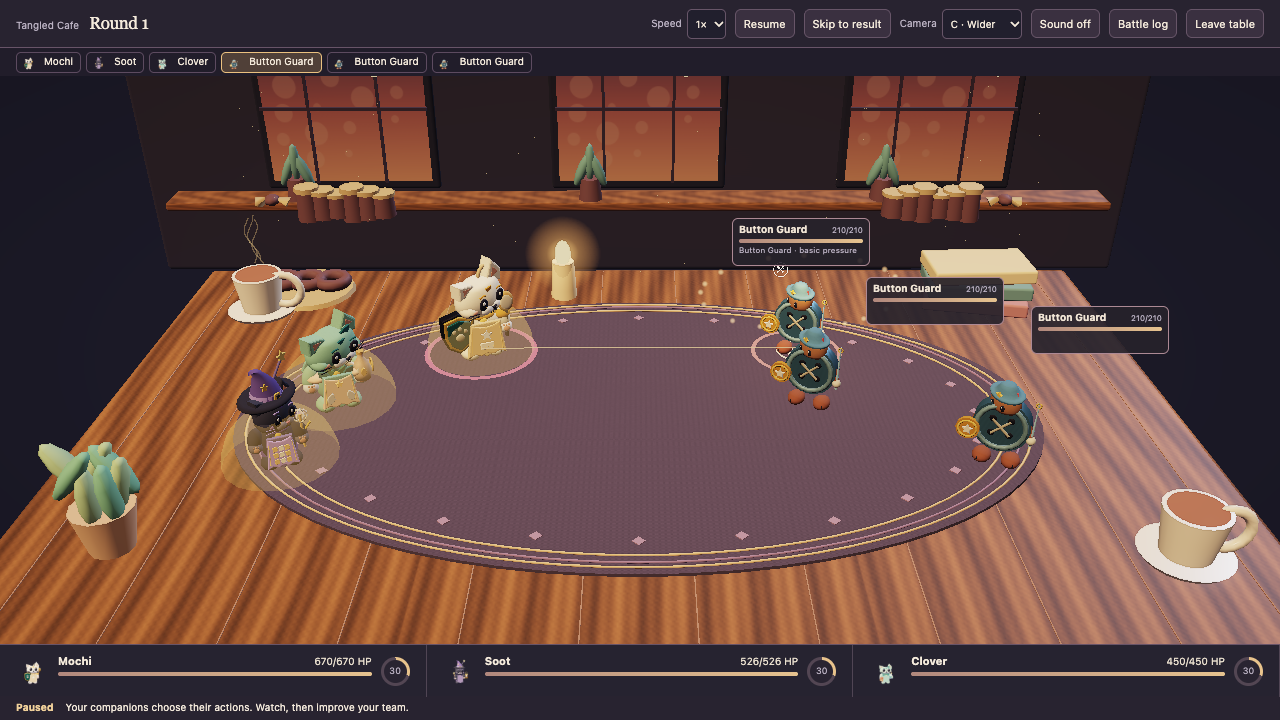 Tangled Cafe Round 1
Speed 1x Resume Skip to result Camera C · Wider Sound off Battle log Leave table
Mochi Soot Clover Button Guard Button Guard Button Guard
Button Guard 210/210
Button Guard · basic pressure
Button Guard 210/210
Button Guard 210/210
Mochi 670/670 HP 30
Soot 526/526 HP 30
Clover 450/450 HP 30
Paused Your companions choose their actions. Watch, then improve your team.